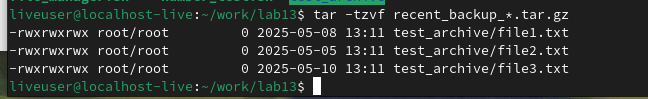 liveuser@localhost-live:~/work/lab13$ tar -tzvf recent_backup_*.tar.gz
-rwxrwxrwx root/root         0 2025-05-08 13:11 test_archive/file1.txt
-rwxrwxrwx root/root         0 2025-05-05 13:11 test_archive/file2.txt
-rwxrwxrwx root/root         0 2025-05-10 13:11 test_archive/file3.txt
liveuser@localhost-live:~/work/lab13$